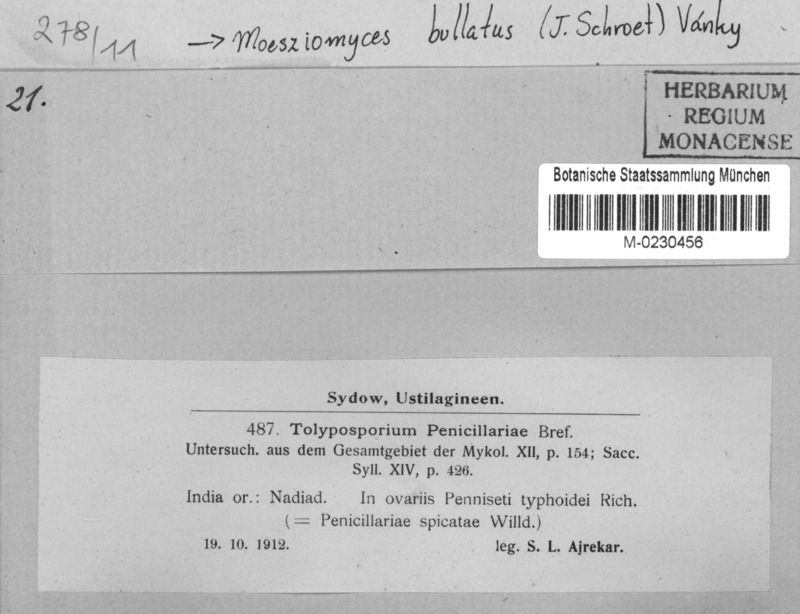 278/11 → Moesziomyces bullatus (J. Schroet) Vánky
21.
HERBARIUM
REGIUM
MONACENSE
Botanische Staatssammlung München
M-0230456
Sydow, Ustilagineen.
487. Tolyposporium Penicillariae Bref.
Untersuch. aus dem Gesamtgebiet der Mykol. XII, p. 154; Sacc.
Syll. XIV, p. 426.
India or.: Nadiad. In ovariis Penniseti typhoidei Rich.
(= Penicillariae spicatae Willd.)
19. 10. 1912. leg. S. L. Ajrekar.